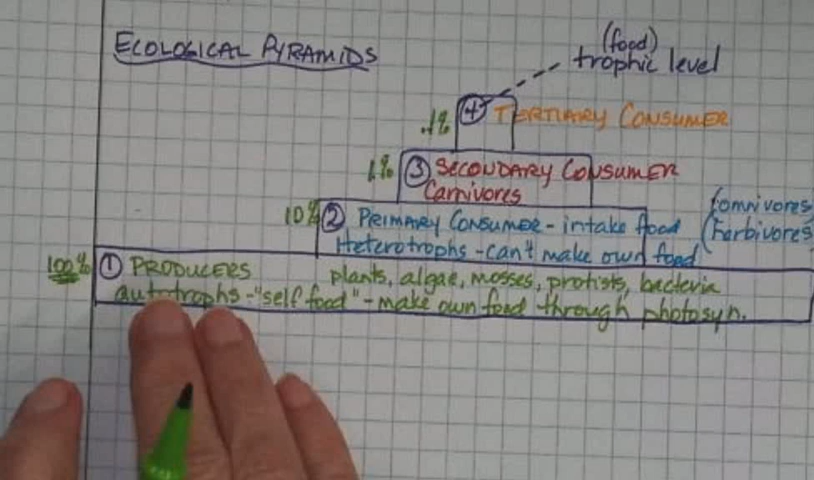 ECOLOGICAL PYRAMIDS
(food)
trophic level
.1% ④ TERTIARY CONSUMER
1% ③ SECONDARY CONSUMER
Carnivores
10% ② PRIMARY CONSUMER - intake food (omnivores
Heterotrophs - can't make own food (herbivores
100% ① PRODUCERS plants, algae, mosses, protists, bacteria
autotrophs - "self food" - make own food through photosyn.